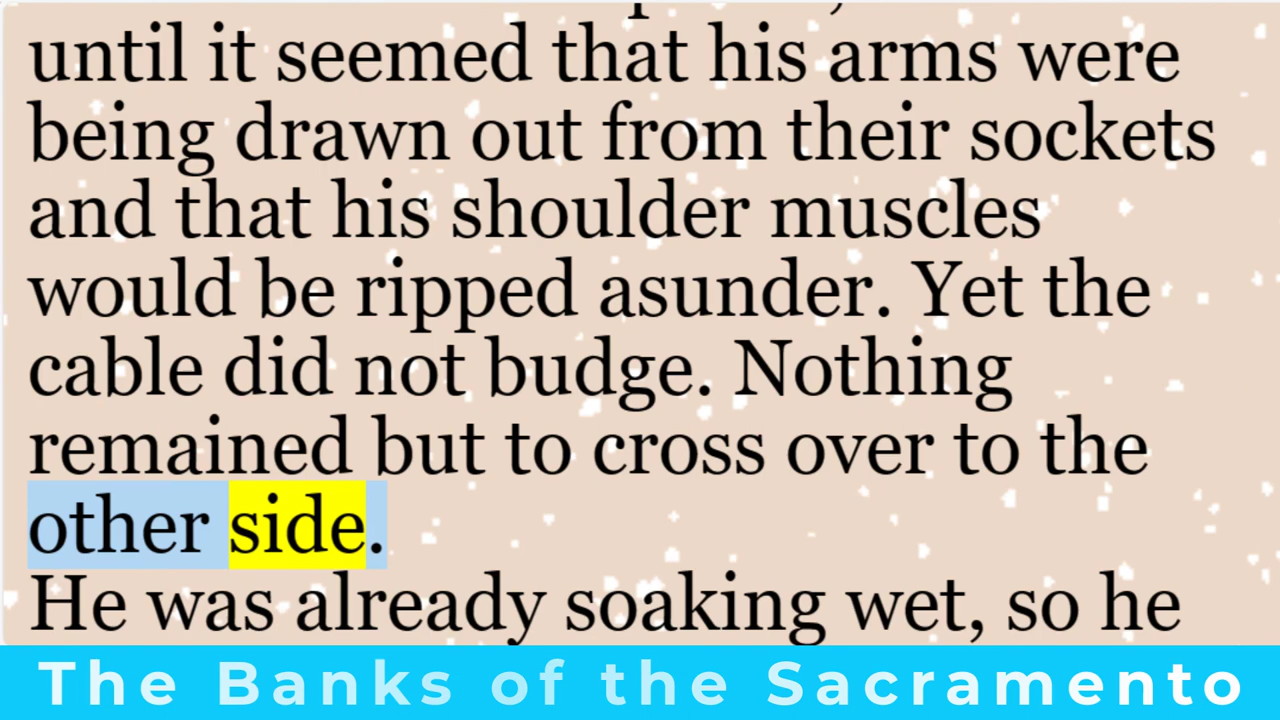 until it seemed that his arms were
being drawn out from their sockets
and that his shoulder muscles
would be ripped asunder. Yet the
cable did not budge. Nothing
remained but to cross over to the
other side.
He was already soaking wet, so he
The Banks of the Sacramento